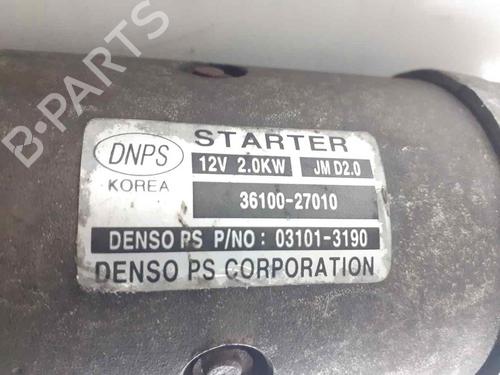 B-PARTS
STARTER
DNPS
12V 2.0KW JM D2.0
KOREA
36100-27010
DENSO PS P/NO: 03101-3190
DENSO PS CORPORATION